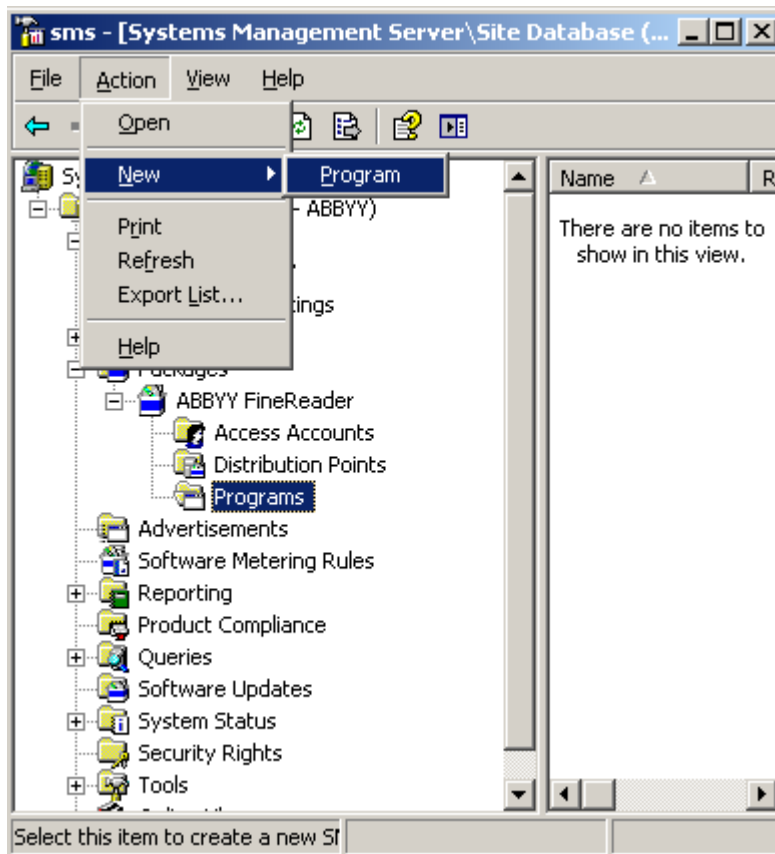 sms - [Systems Management Server\Site Database (...
File Action View Help
Open
New
Program
Print
Refresh
Export List...
Help
- ABBYY)
Packages
ABBYY FineReader
Access Accounts
Distribution Points
Programs
Advertisements
Software Metering Rules
Reporting
Product Compliance
Queries
Software Updates
System Status
Security Rights
Tools
Name
There are no items to
show in this view.
Select this item to create a new